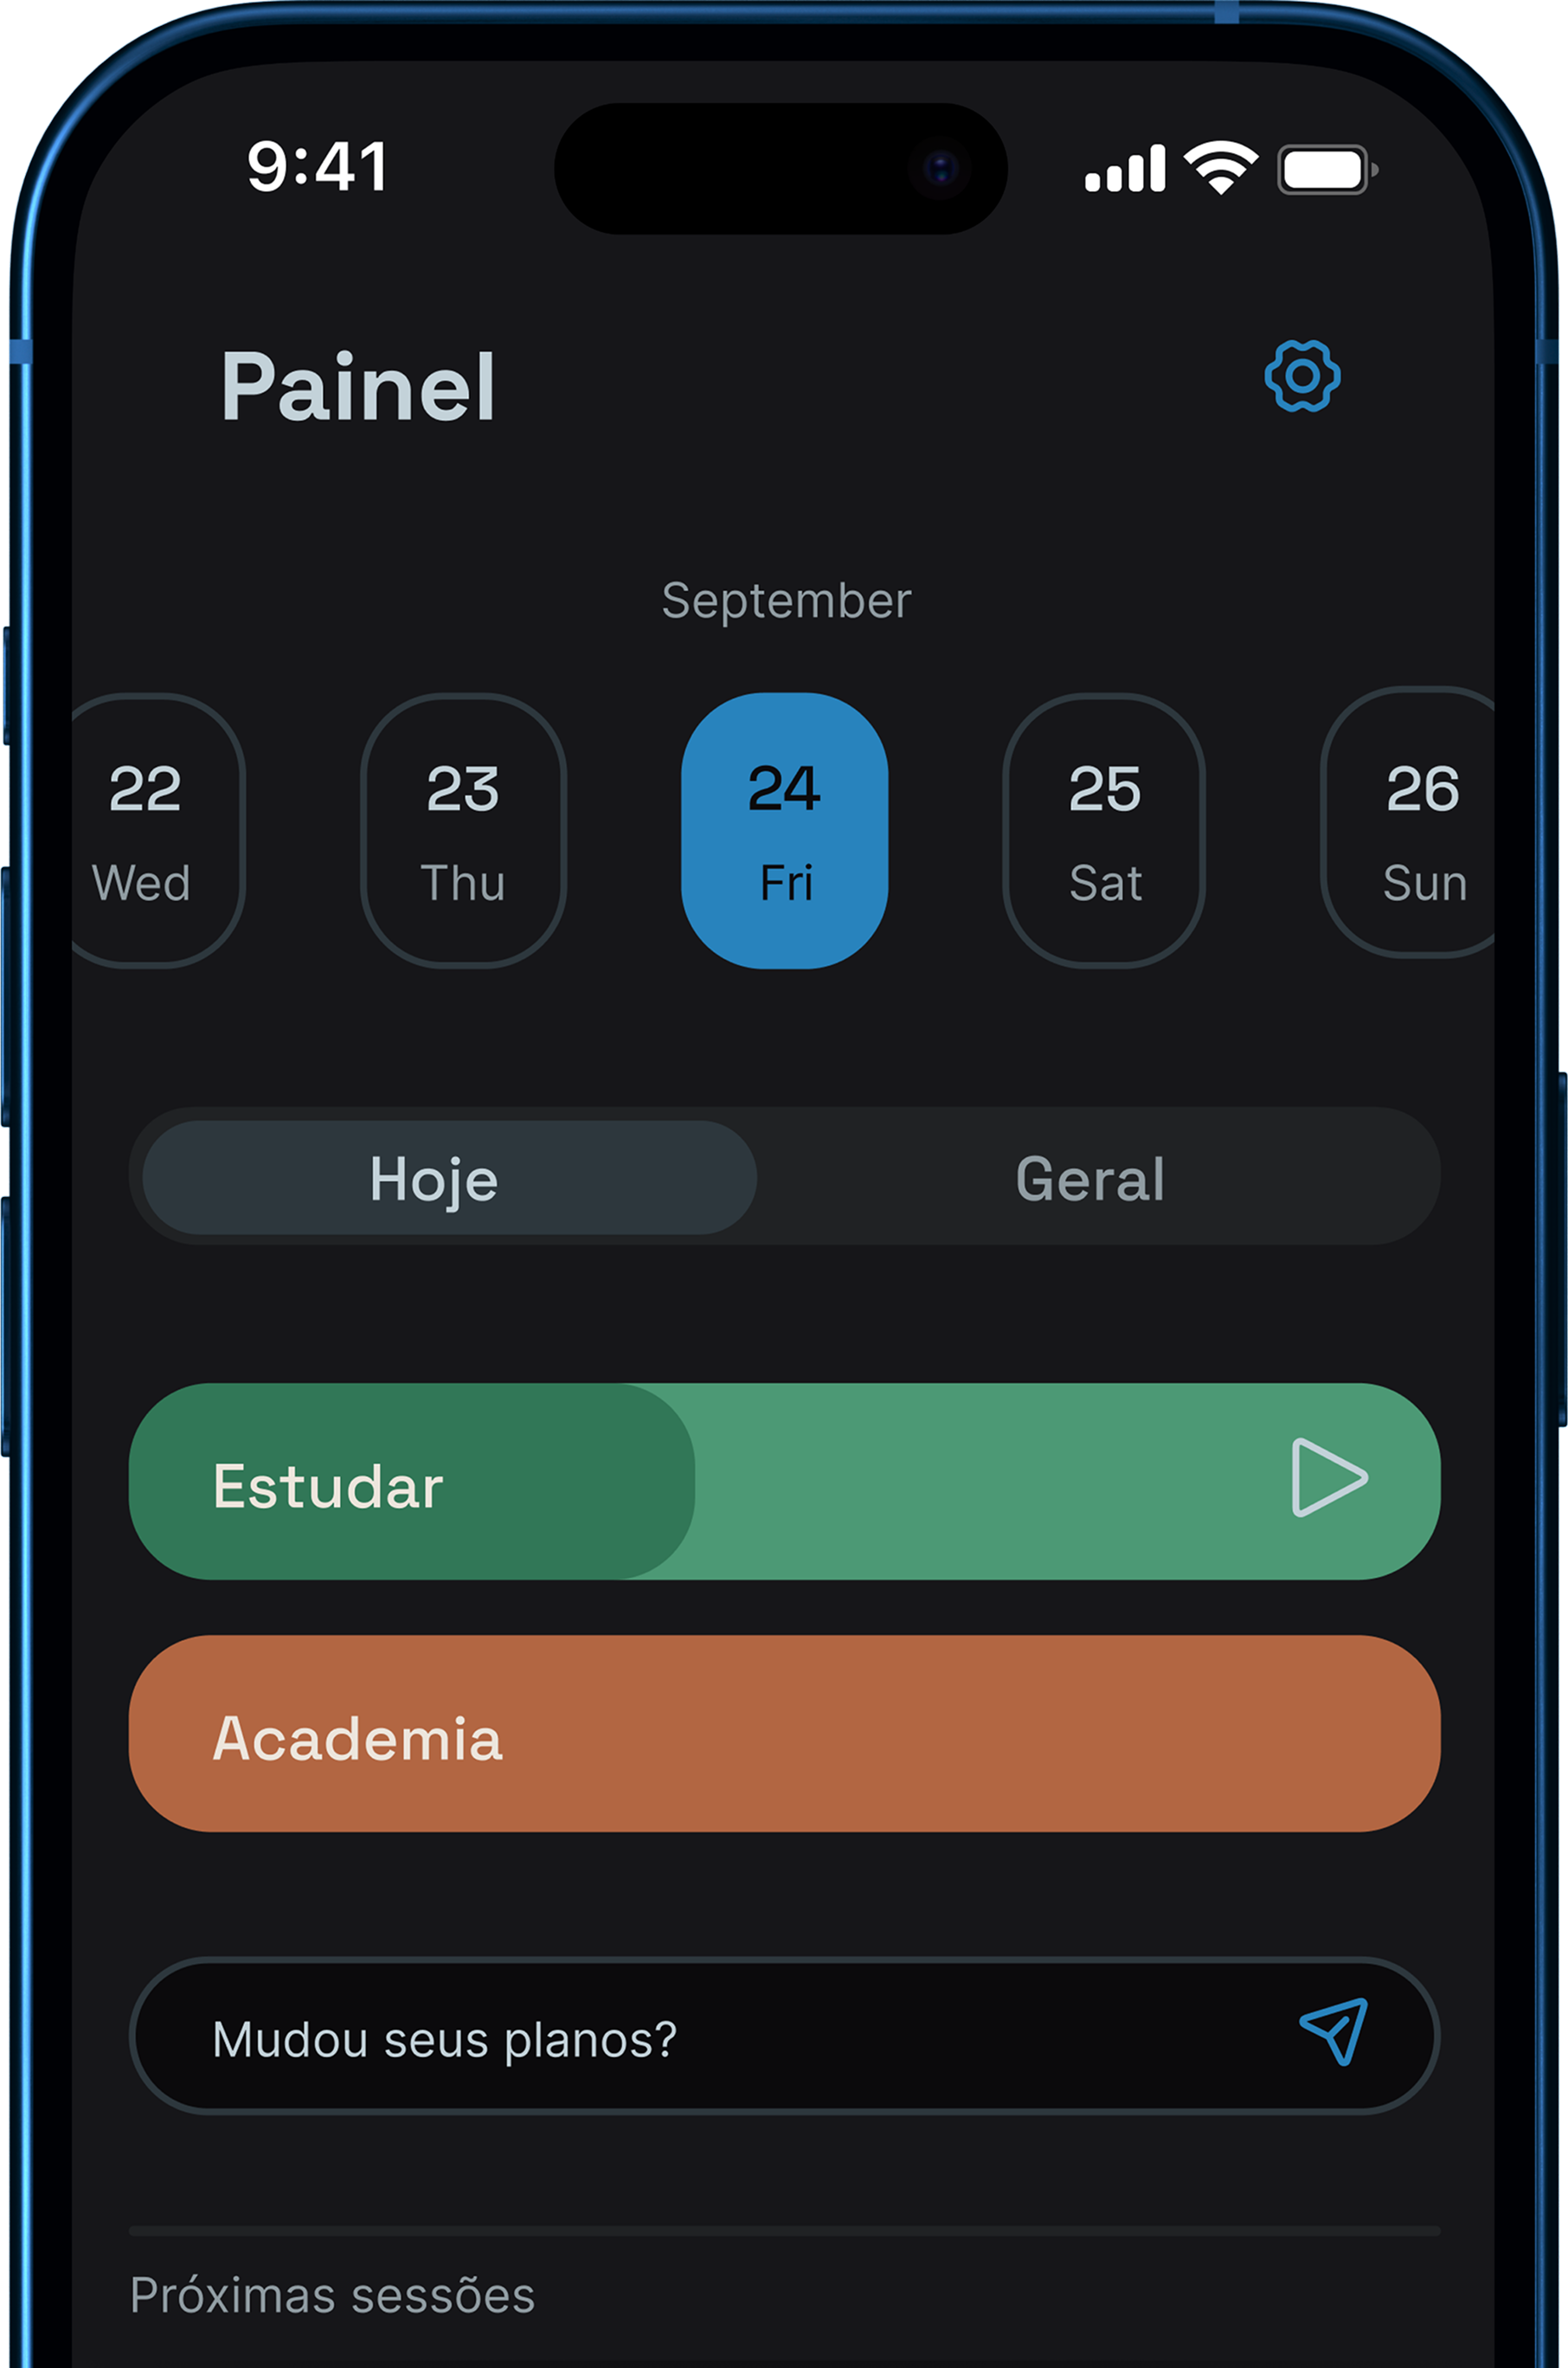 9:41
Painel
September
22 23 24 25 26
Wed Thu Fri Sat Sun
Hoje Geral
Estudar
Academia
Mudou seus planos?
Próximas sessões